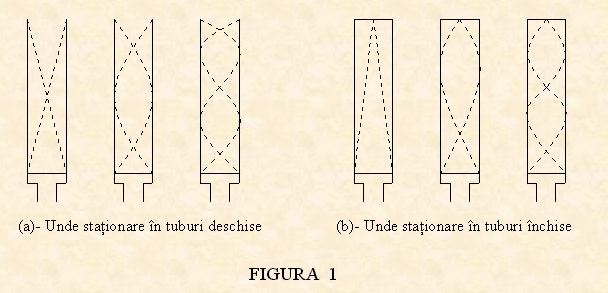 (a)- Unde staționare în tuburi deschise
(b)- Unde staționare în tuburi închise
FIGURA 1